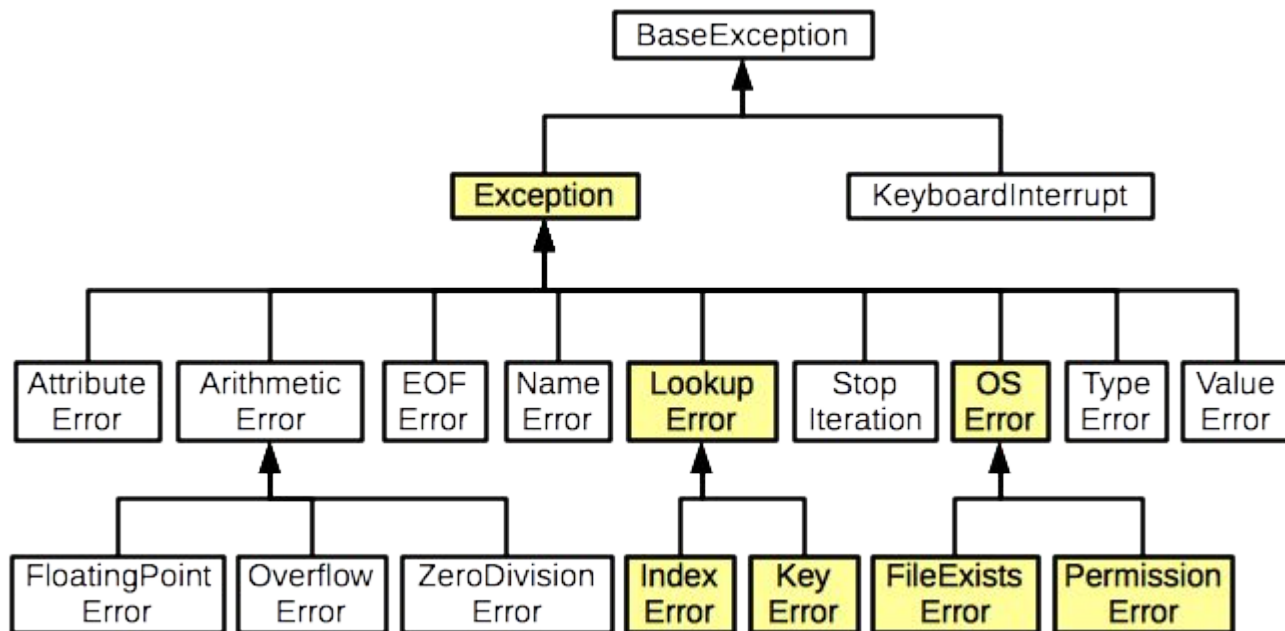 BaseException
Exception
KeyboardInterrupt
Attribute
Error
Arithmetic
Error
EOF
Error
Name
Error
Lookup
Error
Stop
Iteration
OS
Error
Type
Error
Value
Error
FloatingPoint
Error
Overflow
Error
ZeroDivision
Error
Index
Error
Key
Error
FileExists
Error
Permission
Error